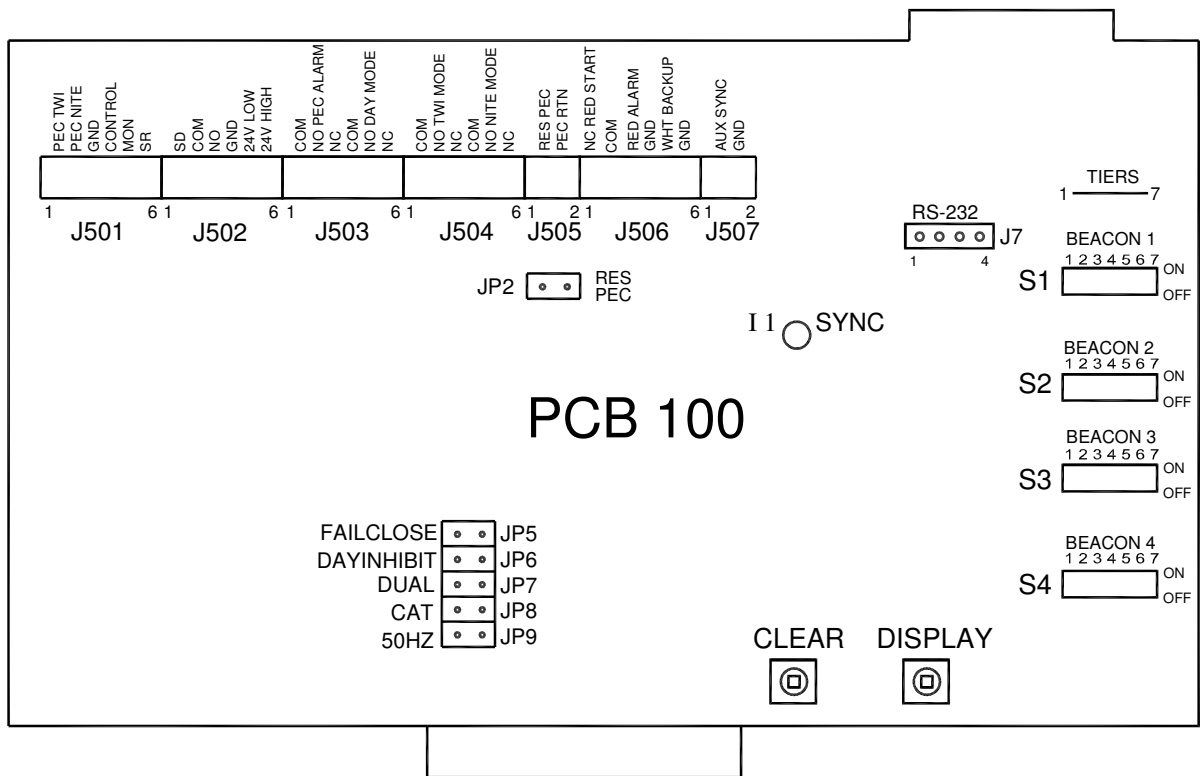 PEC TWI
PEC NITE
GND
CONTROL
MON
SR
SD
COM
NO
GND
24V LOW
24V HIGH
COM
NO PEC ALARM
NC
COM
NO DAY MODE
NC
COM
NO TWI MODE
NC
COM
NO NITE MODE
NC
RES PEC
PEC RTN
NC RED START
COM
RED ALARM
GND
WHT BACKUP
GND
AUX SYNC
GND
1 6 1 6 1 6 1 6 1 2 1 6 1 2
J501 J502 J503 J504 J505 J506 J507
TIERS
1 7
RS-232
J7
1 4
BEACON 1
1 2 3 4 5 6 7
S1
ON
OFF
JP2
RES
PEC
I 1
SYNC
BEACON 2
1 2 3 4 5 6 7
S2
ON
OFF
PCB 100
BEACON 3
1 2 3 4 5 6 7
S3
ON
OFF
FAILCLOSE JP5
DAYINHIBIT JP6
DUAL JP7
CAT JP8
50HZ JP9
BEACON 4
1 2 3 4 5 6 7
S4
ON
OFF
CLEAR DISPLAY